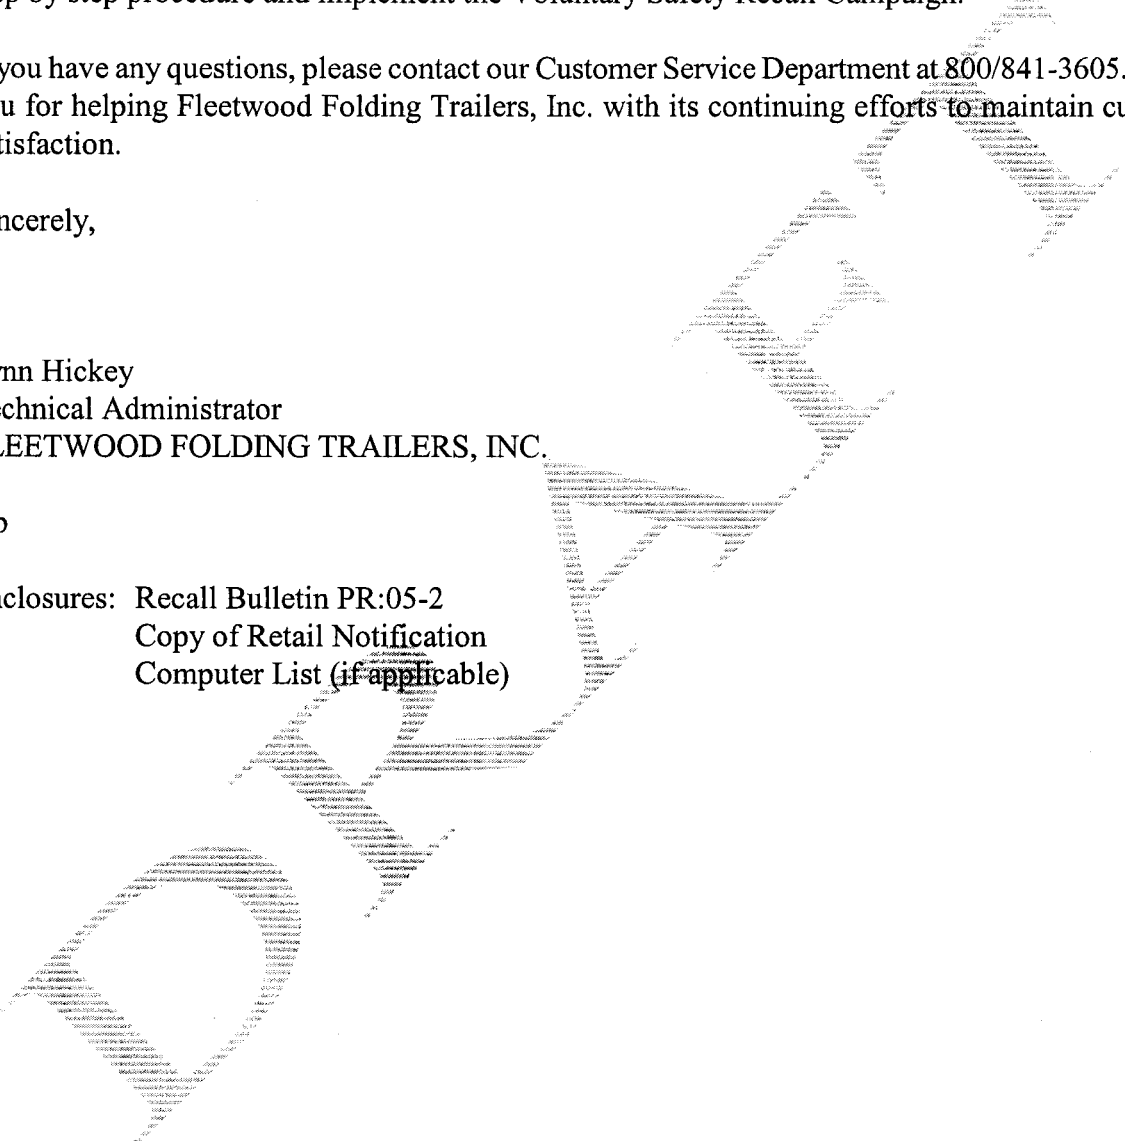 ep by step procedure and implement the Voluntary Safety Recall Campaign.
you have any questions, please contact our Customer Service Department at 800/841-3605.
u for helping Fleetwood Folding Trailers, Inc. with its continuing efforts to maintain cu
tisfaction.
ncerely,
nn Hickey
echnical Administrator
LEETWOOD FOLDING TRAILERS, INC.
closures: Recall Bulletin PR:05-2
Copy of Retail Notification
Computer List (if applicable)
DRAFT